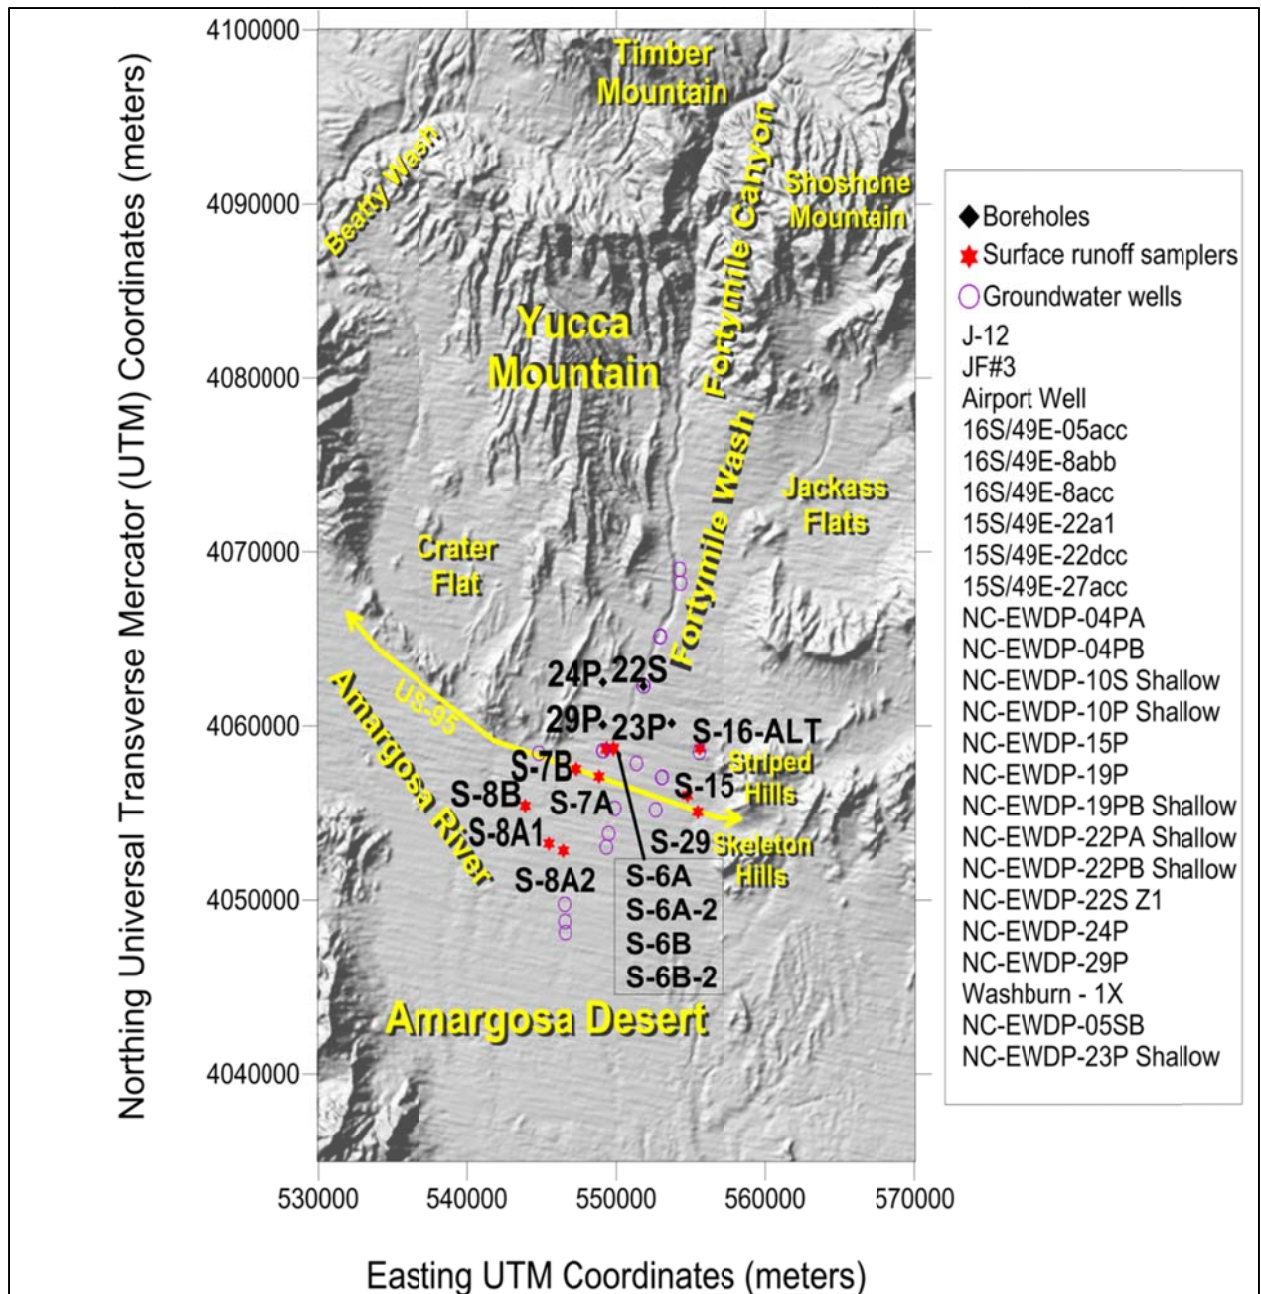 Northing Universal Transverse Mercator (UTM) Coordinates (meters)
4100000
4090000
4080000
4070000
4060000
4050000
4040000
Timber
Mountain
Beatty Wash
Fortymile Canyon
Shoshone
Mountain
Yucca
Mountain
Fortymile Wash
Jackass
Flats
Crater
Flat
US-95
Amargosa River
24P
22S
29P
23P
S-16-ALT
Striped
Hills
S-7B
S-15
S-8B
S-7A
S-8A1
S-29
Skeleton
Hills
S-8A2
S-6A
S-6A-2
S-6B
S-6B-2
Amargosa Desert
530000
540000
550000
560000
570000
Easting UTM Coordinates (meters)
Boreholes
Surface runoff samplers
Groundwater wells
J-12
JF#3
Airport Well
16S/49E-05acc
16S/49E-8abb
16S/49E-8acc
15S/49E-22a1
15S/49E-22dcc
15S/49E-27acc
NC-EWDP-04PA
NC-EWDP-04PB
NC-EWDP-10S Shallow
NC-EWDP-10P Shallow
NC-EWDP-15P
NC-EWDP-19P
NC-EWDP-19PB Shallow
NC-EWDP-22PA Shallow
NC-EWDP-22PB Shallow
NC-EWDP-22S Z1
NC-EWDP-24P
NC-EWDP-29P
Washburn - 1X
NC-EWDP-05SB
NC-EWDP-23P Shallow